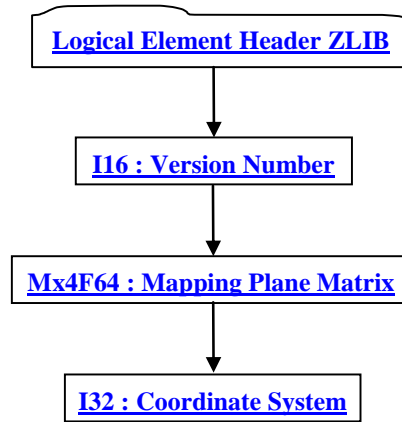 Logical Element Header ZLIB
I16 : Version Number
Mx4F64 : Mapping Plane Matrix
I32 : Coordinate System